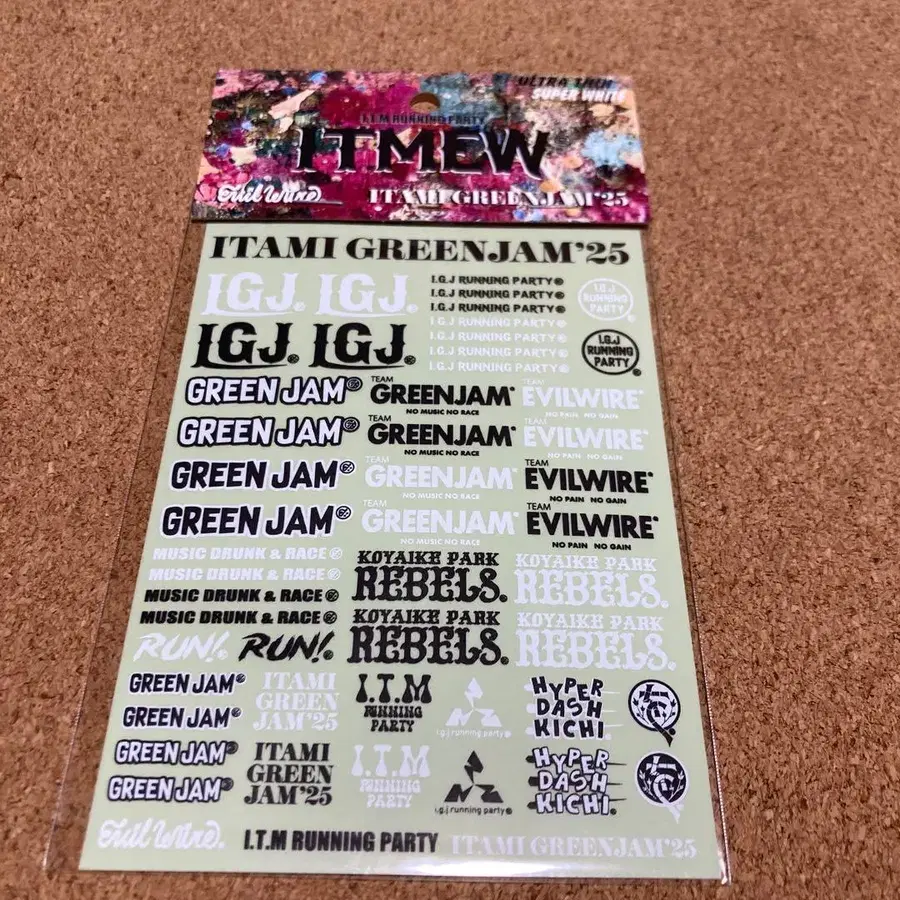 ULTRA THIN
SUPER WHITE
I.T.M RUNNING PARTY
ITMEW
Evil Wire
ITAMI GREENJAM'25
ITAMI GREENJAM'25
I.G.J. I.G.J.
I.G.J RUNNING PARTY
I.G.J RUNNING PARTY
I.G.J RUNNING PARTY
I.G.J RUNNING PARTY
I.G.J RUNNING PARTY
I.G.J RUNNING PARTY
I.G.J RUNNING PARTY
I.G.J
RUNNING
PARTY
I.G.J. I.G.J.
I.G.J
RUNNING
PARTY
GREEN JAM
TEAM
GREENJAM
NO MUSIC NO RACE
TEAM
EVILWIRE
NO PAIN NO GAIN
GREEN JAM
TEAM
GREENJAM
NO MUSIC NO RACE
TEAM
EVILWIRE
NO PAIN NO GAIN
GREEN JAM
TEAM
GREENJAM
NO MUSIC NO RACE
TEAM
EVILWIRE
NO PAIN NO GAIN
GREEN JAM
TEAM
GREENJAM
NO MUSIC NO RACE
TEAM
EVILWIRE
NO PAIN NO GAIN
MUSIC DRUNK & RACE
MUSIC DRUNK & RACE
MUSIC DRUNK & RACE
MUSIC DRUNK & RACE
KOYAIKE PARK
REBELS.
KOYAIKE PARK
REBELS.
KOYAIKE PARK
REBELS.
KOYAIKE PARK
REBELS.
RUN! RUN!
GREEN JAM
GREEN JAM
ITAMI
GREEN
JAM'25
I.T.M
RUNNING
PARTY
i.g.j running party
HYPER
DASH
KICHI.
GREEN JAM
GREEN JAM
ITAMI
GREEN
JAM'25
I.T.M
RUNNING
PARTY
i.g.j running party
HYPER
DASH
KICHI.
Evil Wire.
I.T.M RUNNING PARTY
ITAMI GREENJAM'25